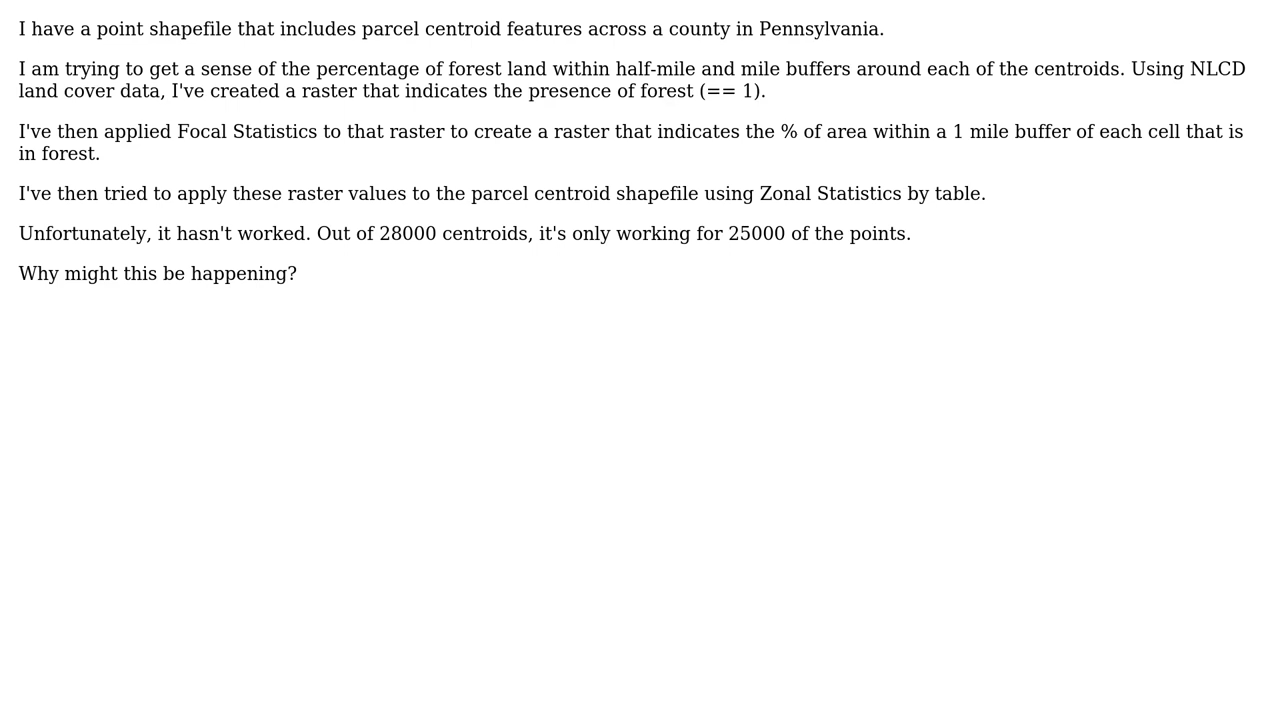 I have a point shapefile that includes parcel centroid features across a county in Pennsylvania.
I am trying to get a sense of the percentage of forest land within half-mile and mile buffers around each of the centroids. Using NLCD
land cover data, I've created a raster that indicates the presence of forest (== 1).
I've then applied Focal Statistics to that raster to create a raster that indicates the % of area within a 1 mile buffer of each cell that is
in forest.
I've then tried to apply these raster values to the parcel centroid shapefile using Zonal Statistics by table.
Unfortunately, it hasn't worked. Out of 28000 centroids, it's only working for 25000 of the points.
Why might this be happening?